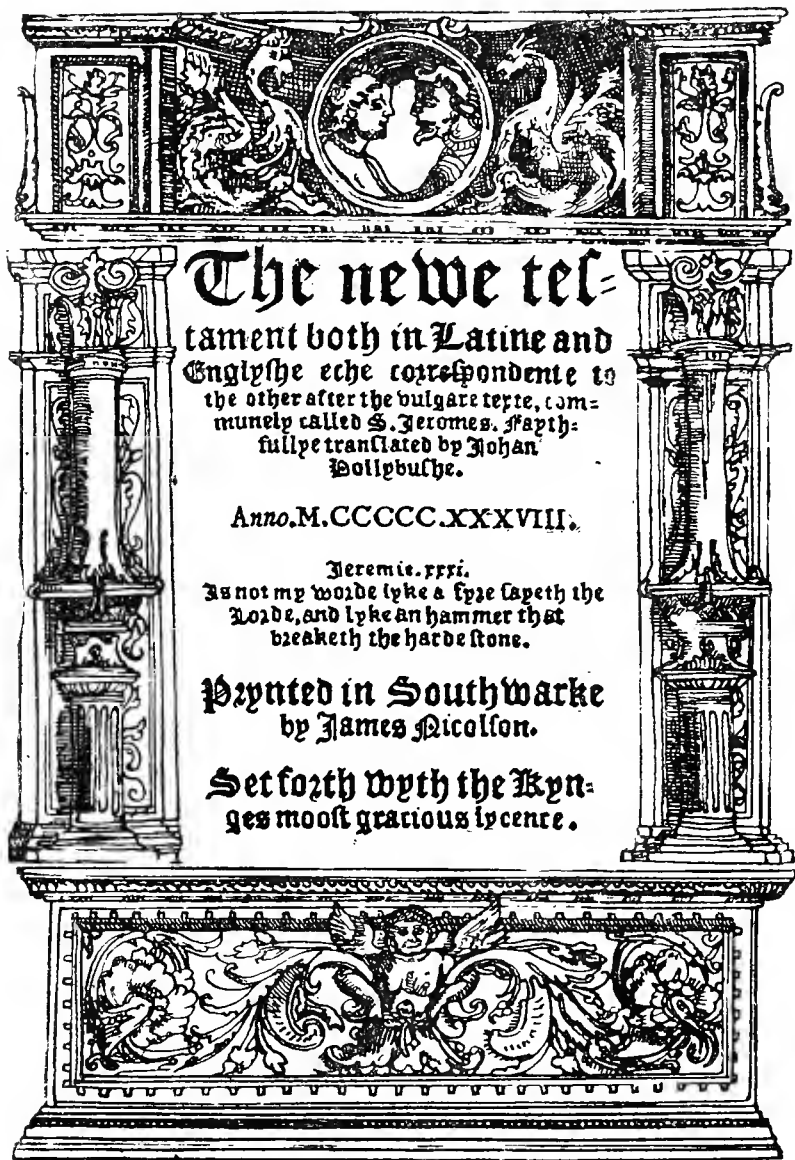 The newe teſ=
tament both in Latine and
Englyſhe eche correſpondente to
the other after the vulgare texte, com=
munely called S. Jeromes. Fayth=
fullye tranſlated by Johan
Hollybuſhe.
Anno.M.CCCCC.XXXVIII.
Jeremie.xxxi.
Is not my worde lyke a fyre ſayeth the
Lorde, and lyke an hammer that
breaketh the harde ſtone.
Prynted in Southwarke
by James Nicolſon.
Set forth wyth the Kyn=
ges mooſt gracious lycence.